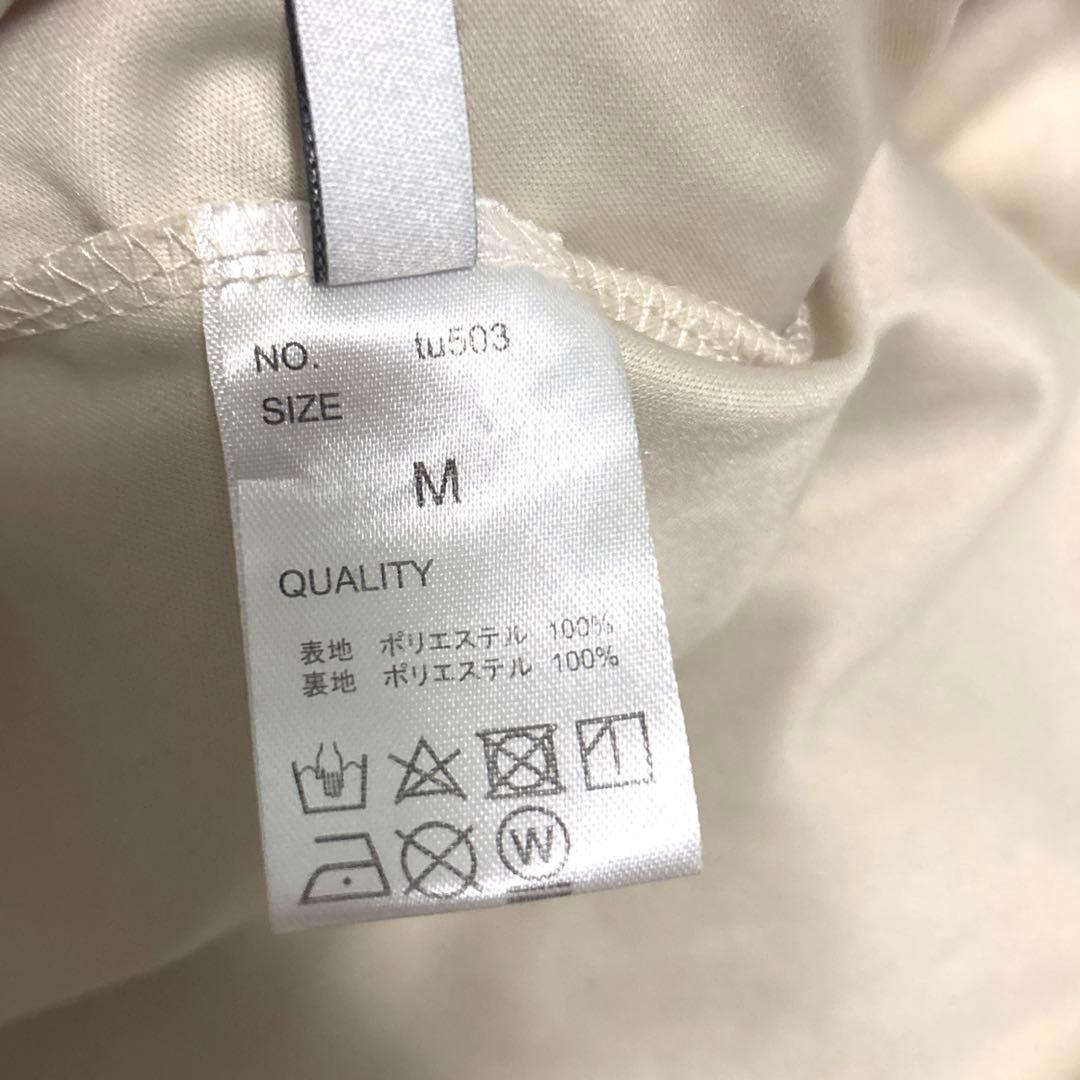 NO. tu503
SIZE
M
QUALITY
表地 ポリエステル 100%
裏地 ポリエステル 100%
W